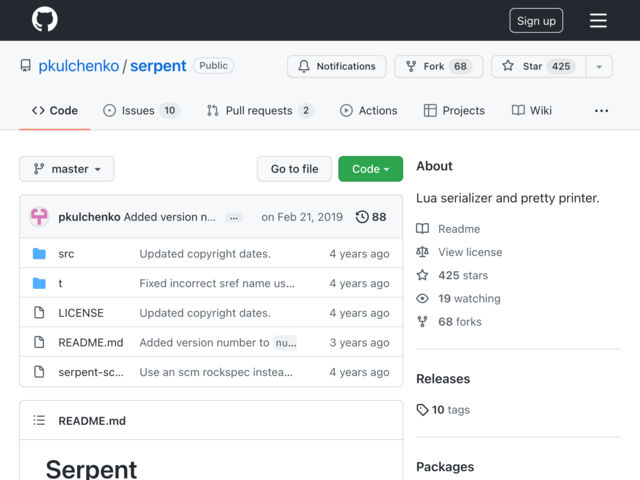 Sign up
pkulchenko / serpent Public
Notifications Fork 68 Star 425
Code Issues 10 Pull requests 2 Actions Projects Wiki ...
master Go to file Code
pkulchenko Added version n... ... on Feb 21, 2019 88
src Updated copyright dates. 4 years ago
t Fixed incorrect sref name us... 4 years ago
LICENSE Updated copyright dates. 4 years ago
README.md Added version number to nu... 3 years ago
serpent-sc... Use an scm rockspec instea... 4 years ago
README.md
Serpent
About
Lua serializer and pretty printer.
Readme
View license
425 stars
19 watching
68 forks
Releases
10 tags
Packages